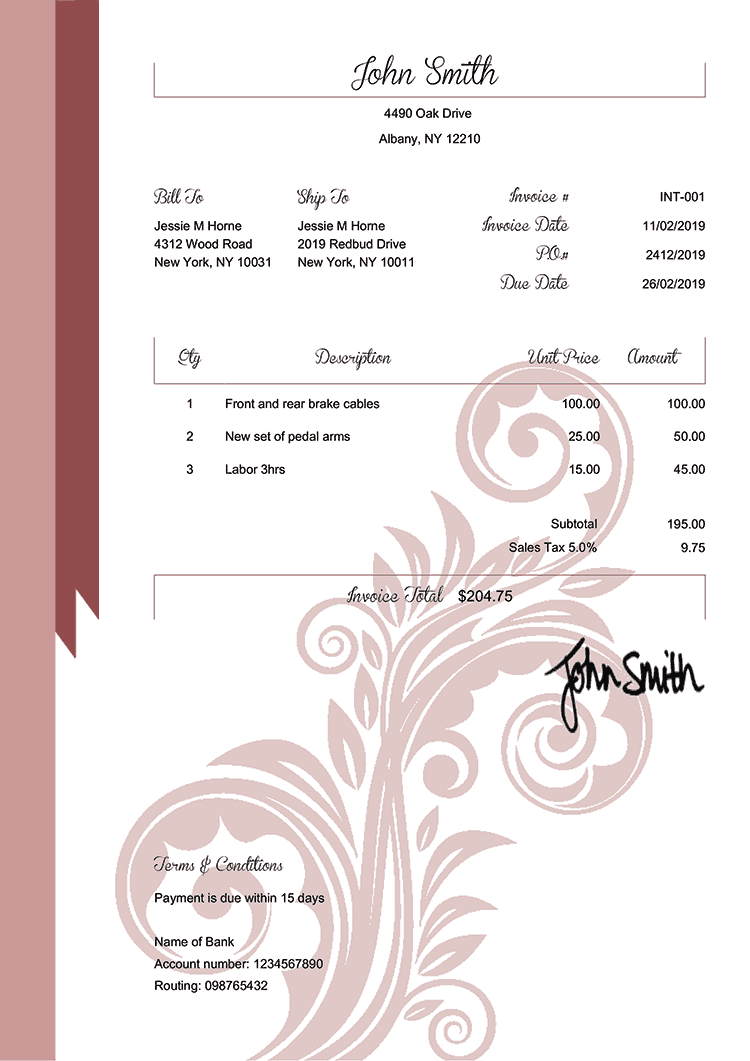 John Smith
4490 Oak Drive
Albany, NY 12210
Bill To
Jessie M Horne
4312 Wood Road
New York, NY 10031
Ship To
Jessie M Horne
2019 Redbud Drive
New York, NY 10011
Invoice # INT-001
Invoice Date 11/02/2019
P.O.# 2412/2019
Due Date 26/02/2019
Qty Description Unit Price Amount
1 Front and rear brake cables 100.00 100.00
2 New set of pedal arms 25.00 50.00
3 Labor 3hrs 15.00 45.00
Subtotal 195.00
Sales Tax 5.0% 9.75
Invoice Total $204.75
John Smith
Terms & Conditions
Payment is due within 15 days
Name of Bank
Account number: 1234567890
Routing: 098765432